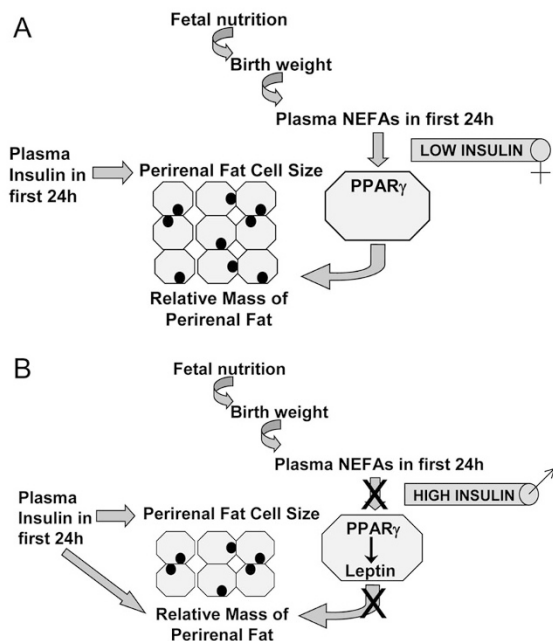 A
Fetal nutrition
Birth weight
Plasma NEFAs in first 24h
LOW INSULIN
Plasma
Insulin in
first 24h
Perirenal Fat Cell Size
PPARγ
Relative Mass of
Perirenal Fat
B
Fetal nutrition
Birth weight
Plasma NEFAs in first 24h
HIGH INSULIN
Plasma
Insulin in
first 24h
Perirenal Fat Cell Size
PPARγ
Leptin
Relative Mass of
Perirenal Fat